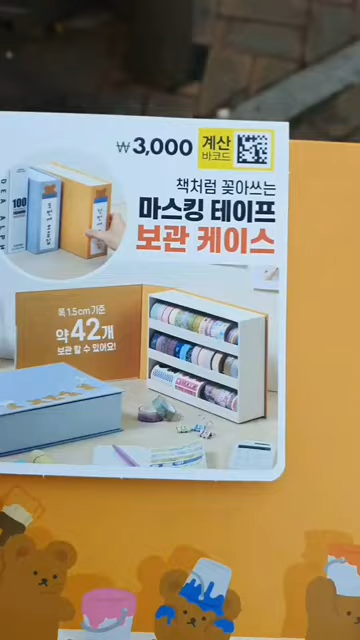 ₩3,000
계산
바코드
책처럼 꽂아쓰는
마스킹 테이프
보관 케이스
100
폭 1.5cm 기준
약42개
보관 할 수 있어요!